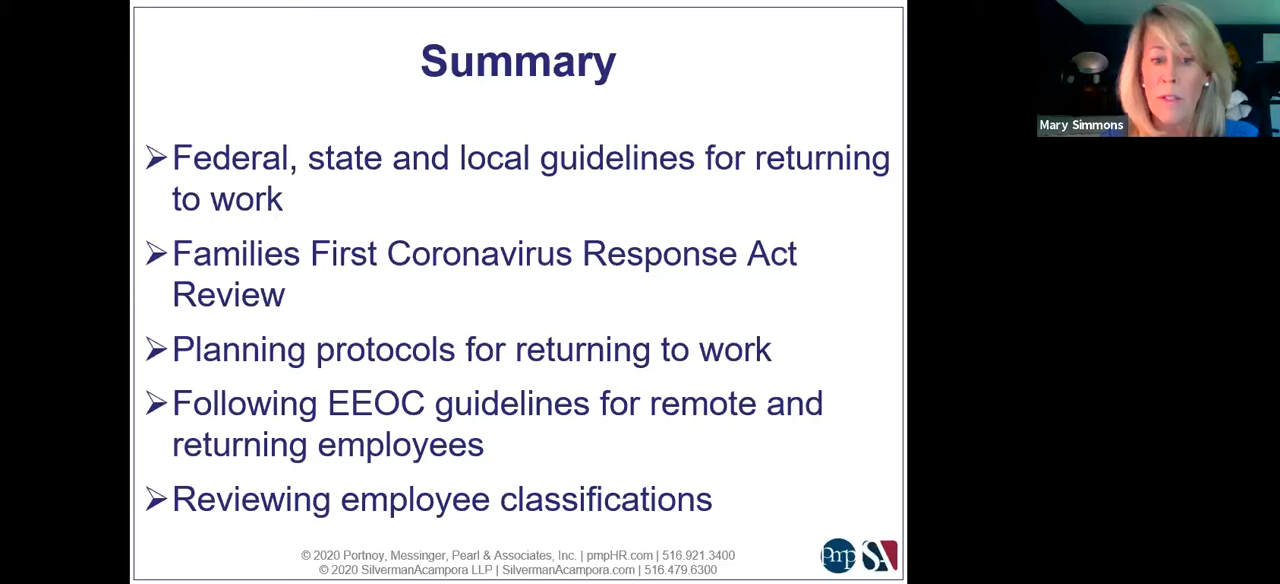 Summary
➢Federal, state and local guidelines for returning
to work
➢Families First Coronavirus Response Act
Review
➢Planning protocols for returning to work
➢Following EEOC guidelines for remote and
returning employees
➢Reviewing employee classifications
© 2020 Portnoy, Messinger, Pearl & Associates, Inc. | pmpHR.com | 516.921.3400
© 2020 SilvermanAcampora LLP | SilvermanAcampora.com | 516.479.6300
pmp SA
Mary Simmons